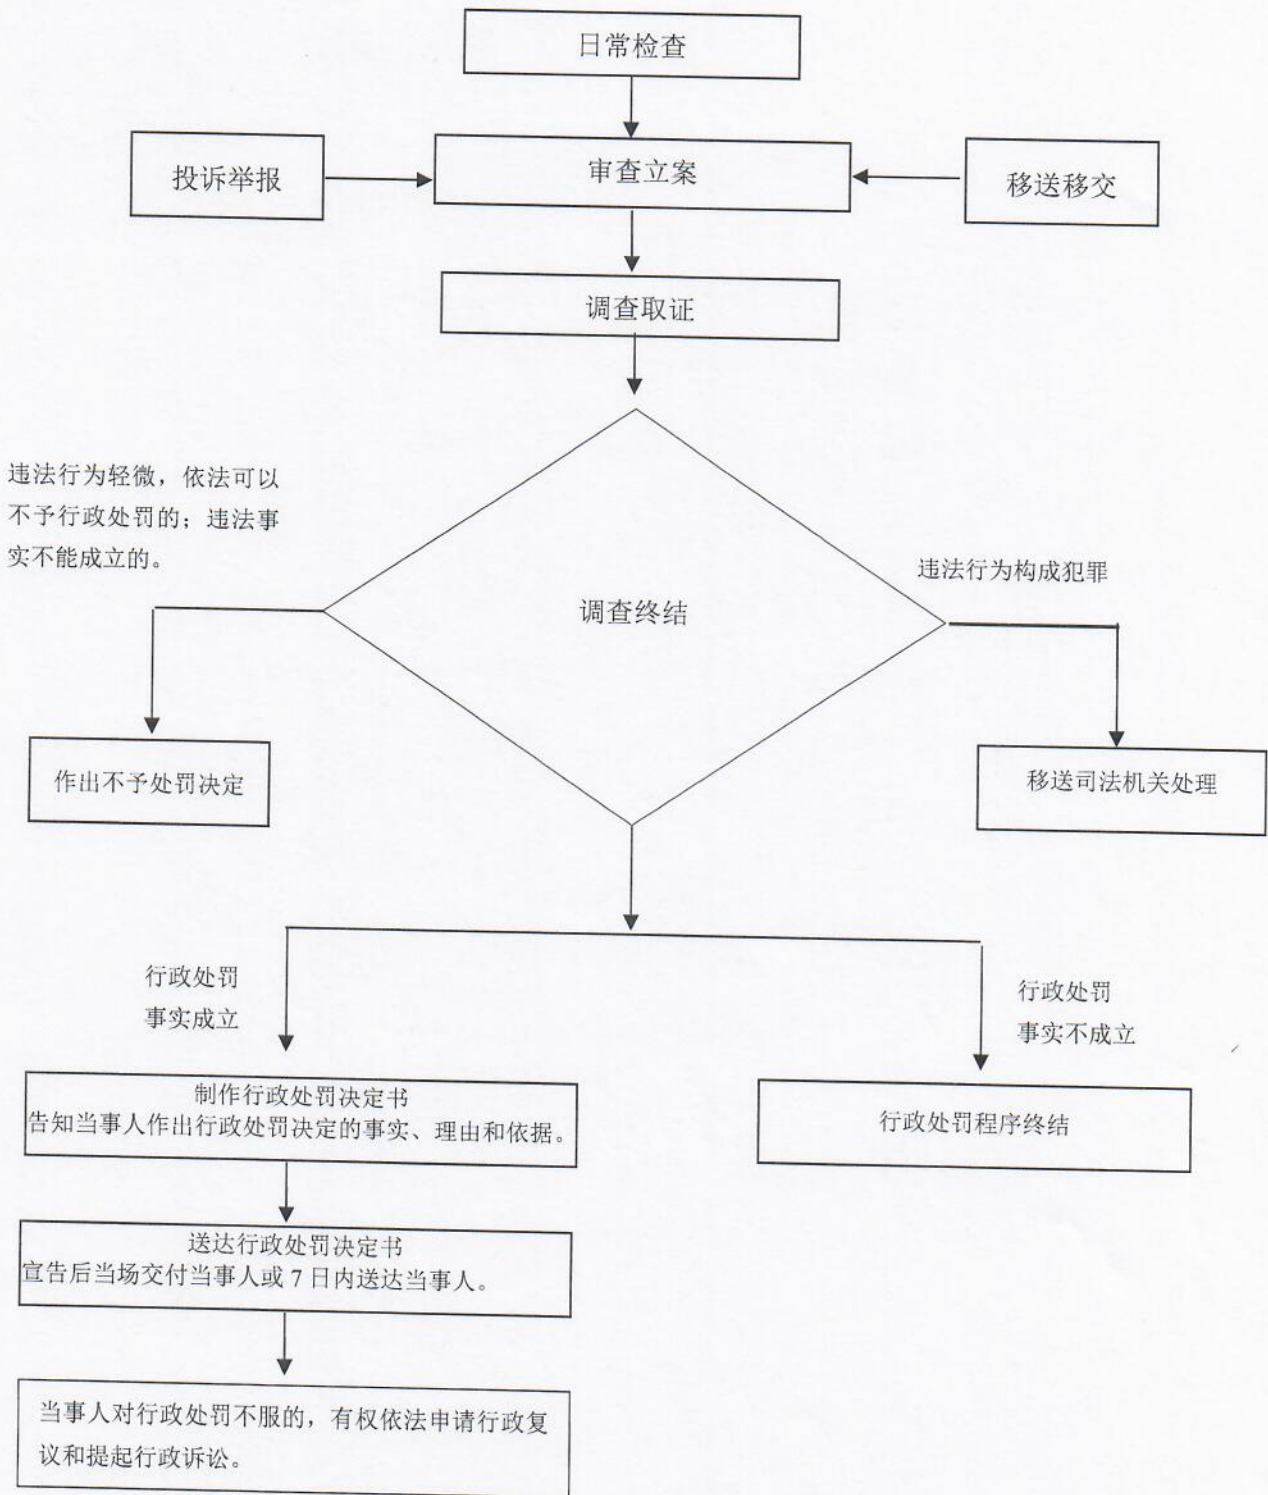 日常检查
投诉举报
审查立案
移送移交
调查取证
违法行为轻微，依法可以
不予行政处罚的；违法事
实不能成立的。
违法行为构成犯罪
调查终结
作出不予处罚决定
移送司法机关处理
行政处罚
事实成立
行政处罚
事实不成立
制作行政处罚决定书
告知当事人作出行政处罚决定的事实、理由和依据。
行政处罚程序终结
送达行政处罚决定书
宣告后当场交付当事人或 7 日内送达当事人。
当事人对行政处罚不服的，有权依法申请行政复
议和提起行政诉讼。